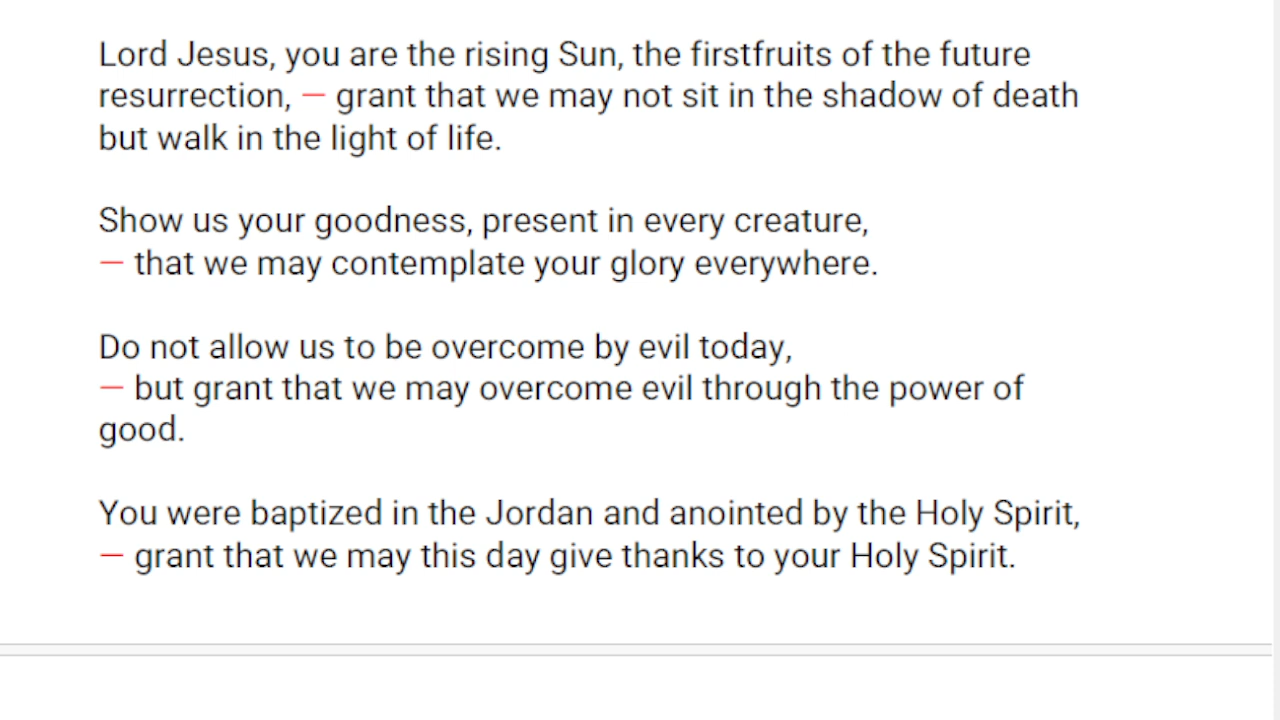 Lord Jesus, you are the rising Sun, the firstfruits of the future
resurrection, — grant that we may not sit in the shadow of death
but walk in the light of life.
Show us your goodness, present in every creature,
— that we may contemplate your glory everywhere.
Do not allow us to be overcome by evil today,
— but grant that we may overcome evil through the power of
good.
You were baptized in the Jordan and anointed by the Holy Spirit,
— grant that we may this day give thanks to your Holy Spirit.